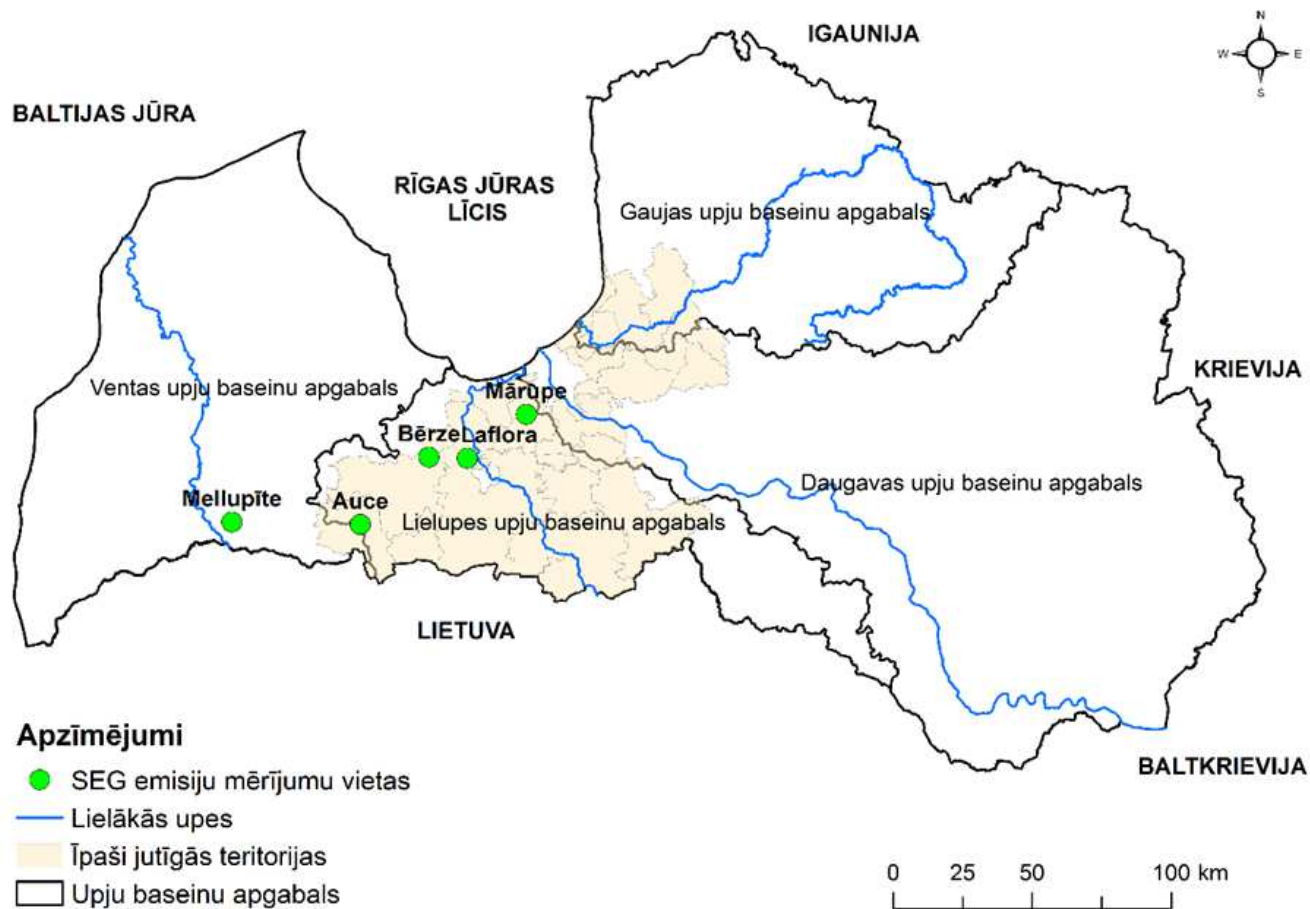 IGAUNIJA
N
W
E
S
BALTIJAS JŪRA
RĪGAS JŪRAS
LĪCIS
Gaujas upju baseinu apgabals
KRIEVIJA
Ventas upju baseinu apgabals
Mārupe
Bērze
Laflora
Mellupīte
Auce
Daugavas upju baseinu apgabals
Lielupes upju baseinu apgabals
LIETUVA
BALTKRIEVIJA
Apzīmējumi
SEG emisiju mērījumu vietas
Lielākās upes
Īpaši jutīgās teritorijas
Upju baseinu apgabals
0 25 50 100 km